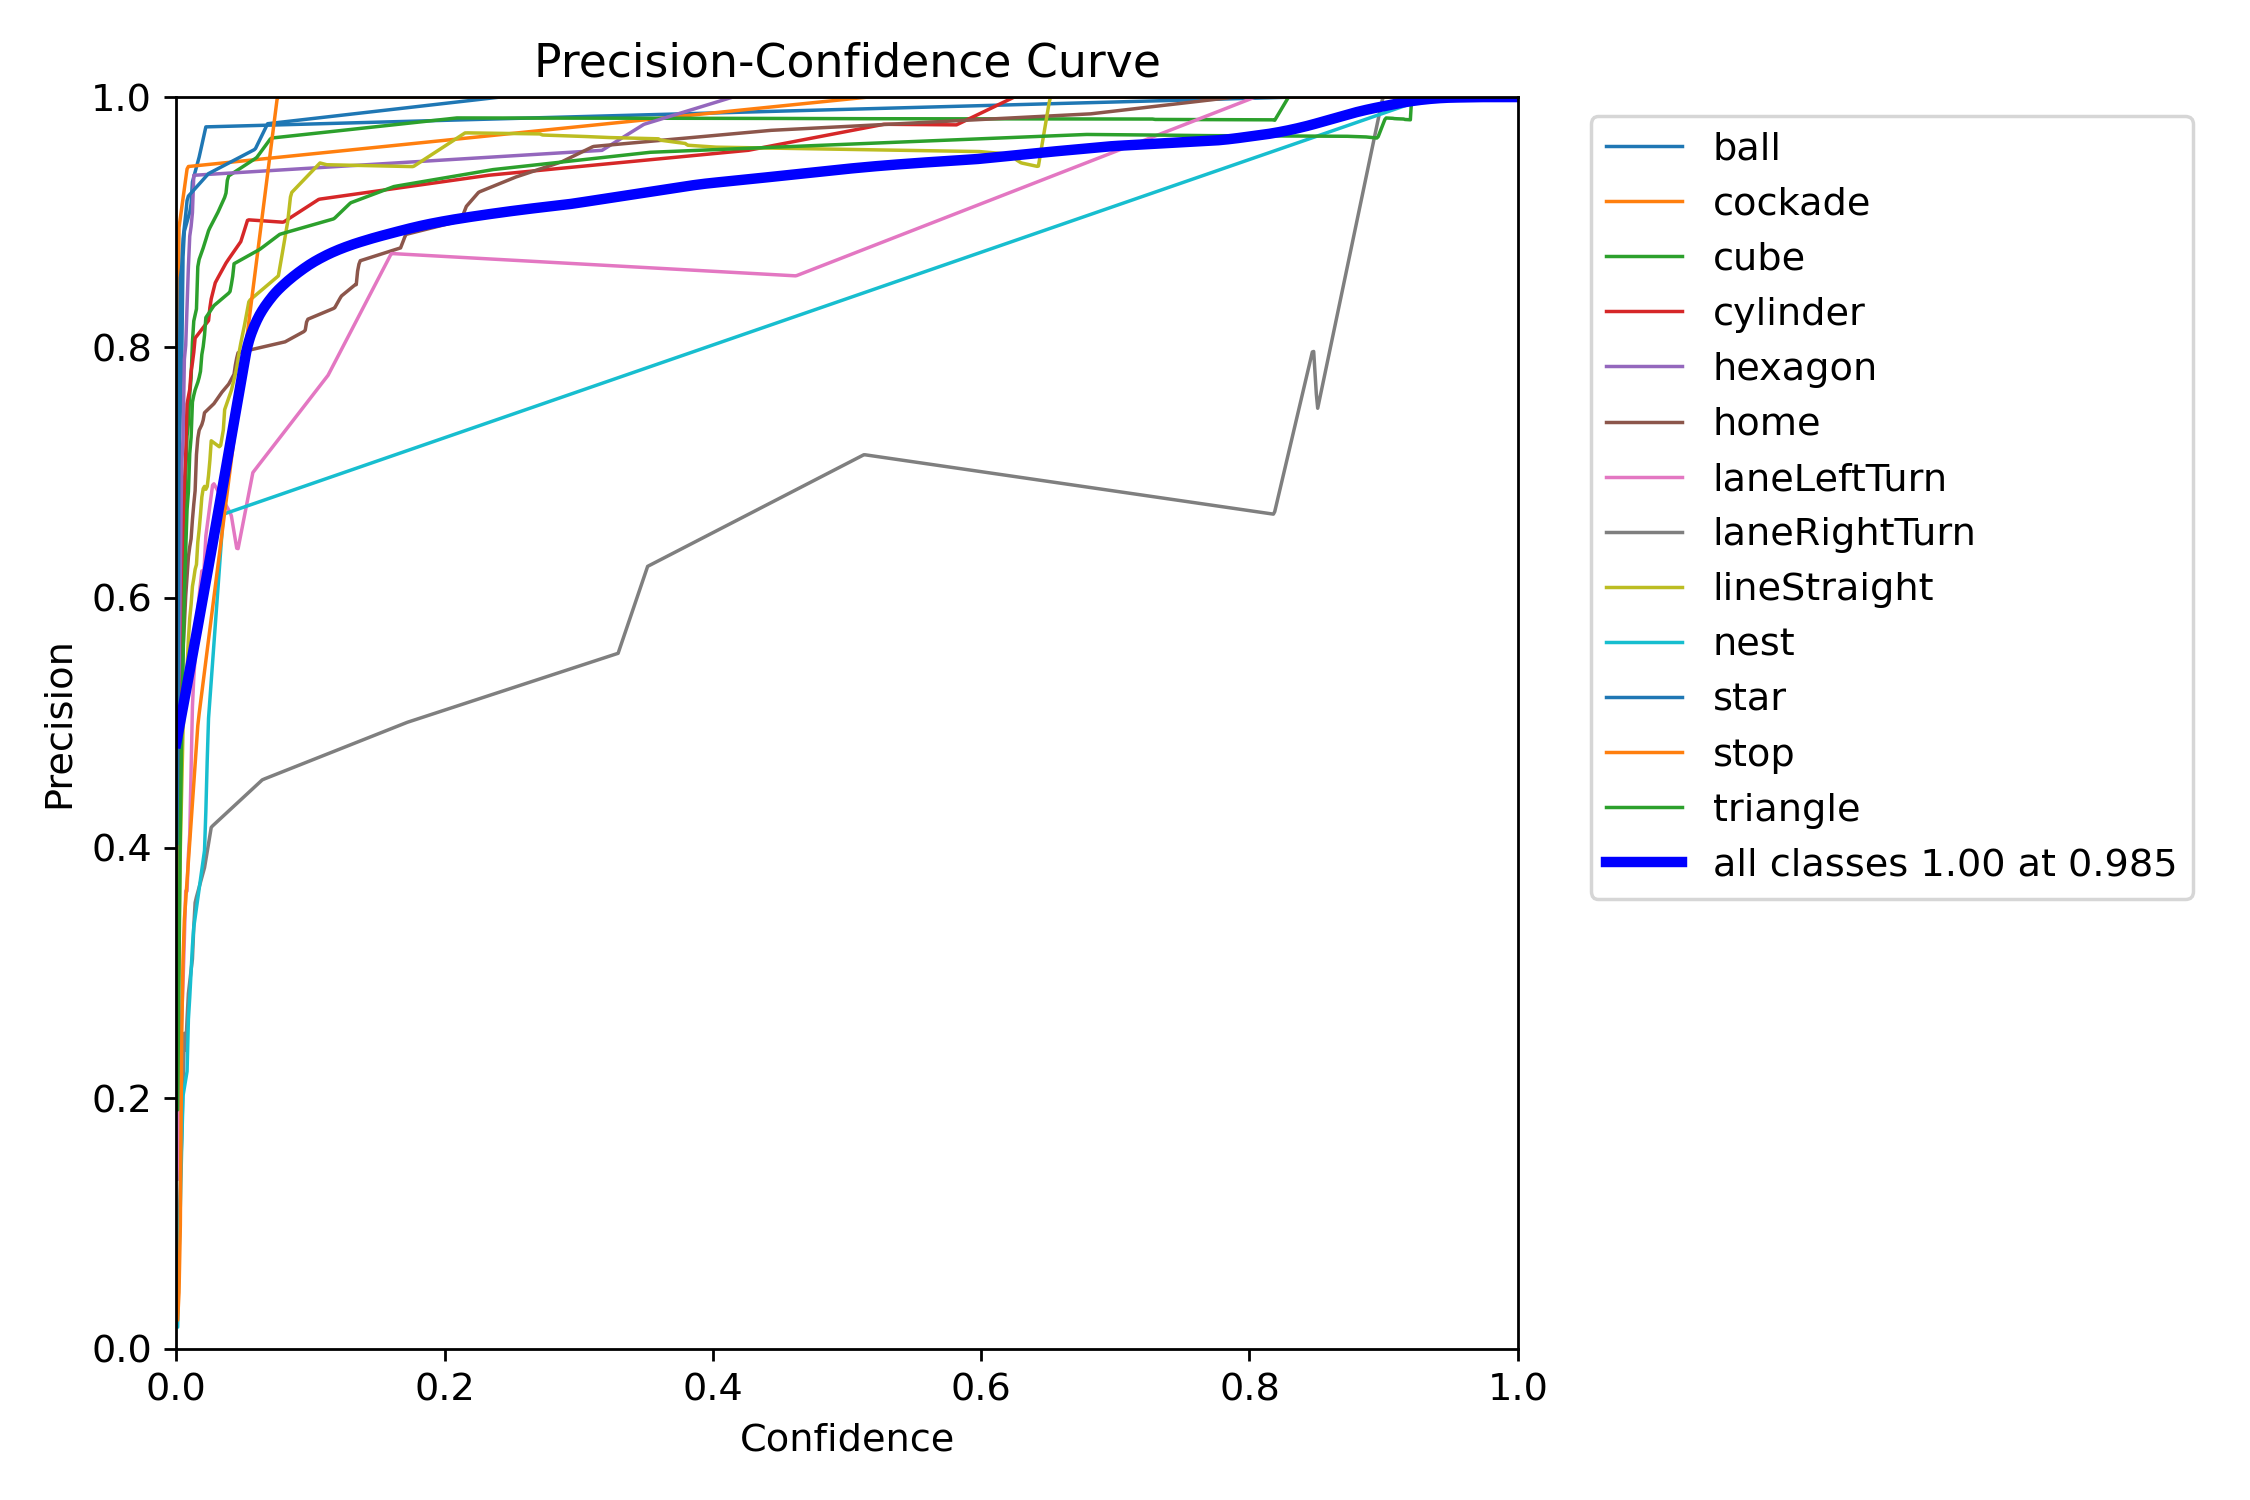 Precision-Confidence Curve
1.0
0.8
0.6
0.4
0.2
0.0
Precision
0.0 0.2 0.4 0.6 0.8 1.0
Confidence
ball
cockade
cube
cylinder
hexagon
home
laneLeftTurn
laneRightTurn
lineStraight
nest
star
stop
triangle
all classes 1.00 at 0.985